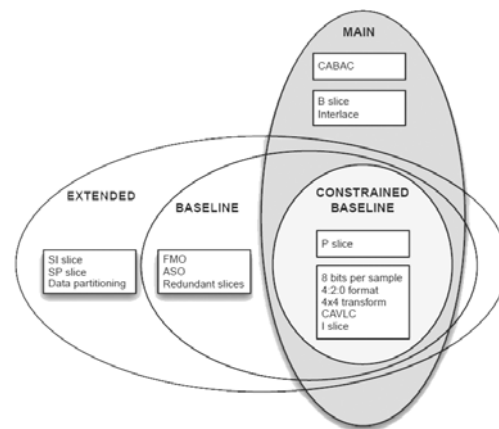 MAIN
CABAC
B slice
Interlace
EXTENDED
SI slice
SP slice
Data partitioning
BASELINE
FMO
ASO
Redundant slices
CONSTRAINED
BASELINE
P slice
8 bits per sample
4:2:0 format
4x4 transform
CAVLC
I slice